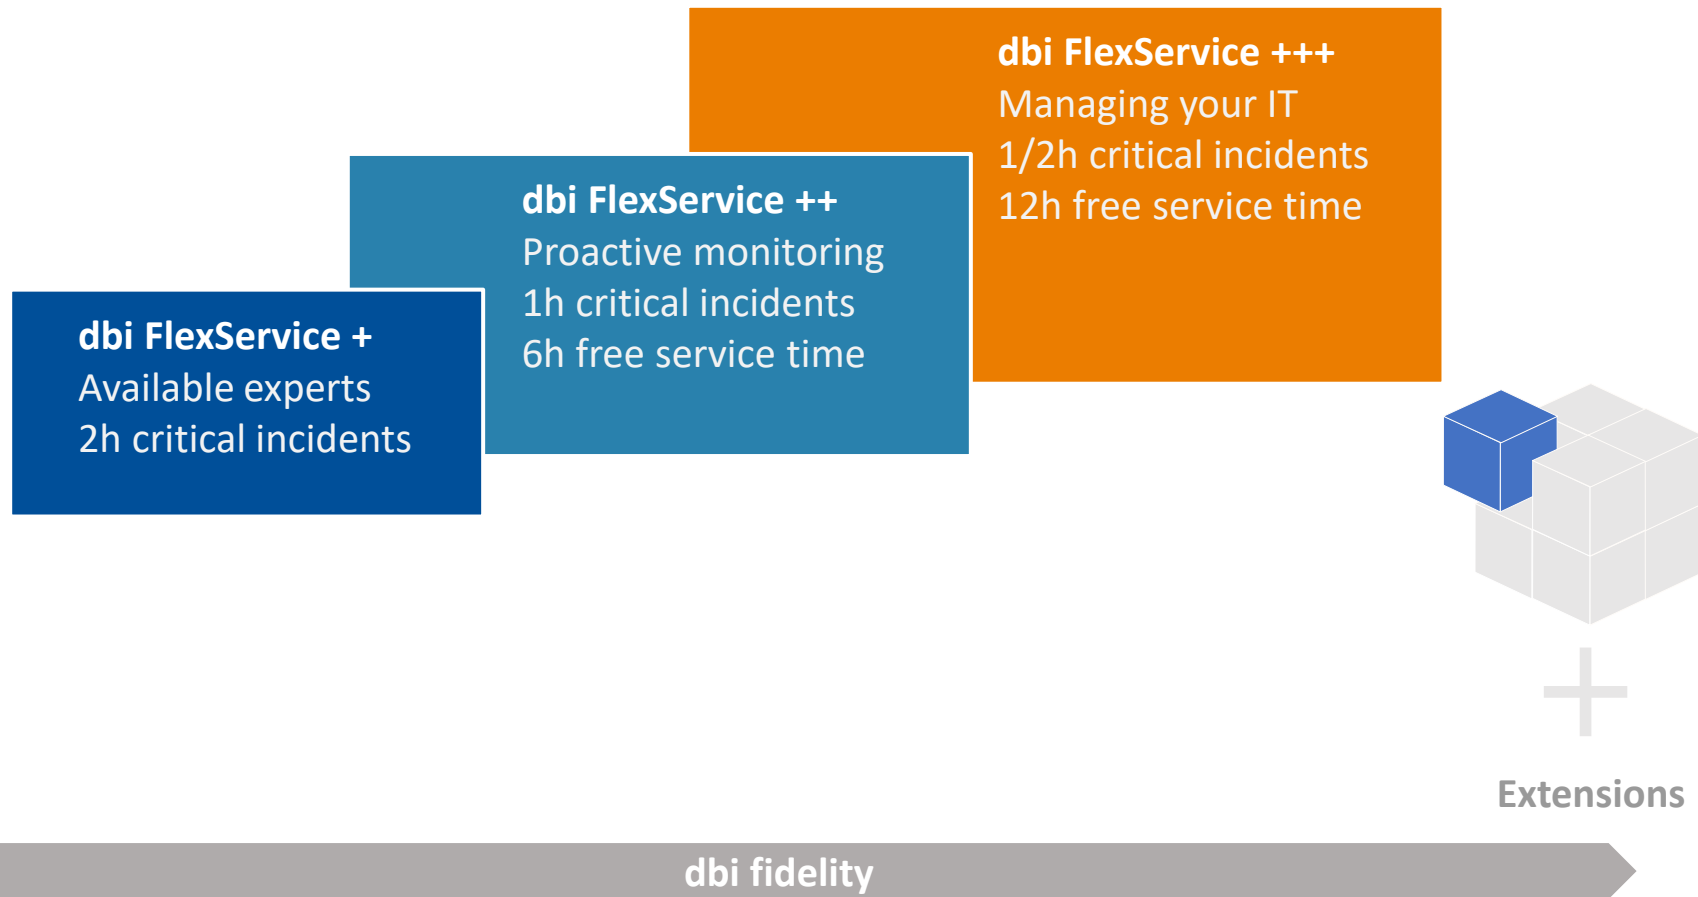 dbi FlexService +++
Managing your IT
1/2h critical incidents
12h free service time
dbi FlexService ++
Proactive monitoring
1h critical incidents
6h free service time
dbi FlexService +
Available experts
2h critical incidents
+
Extensions
dbi fidelity